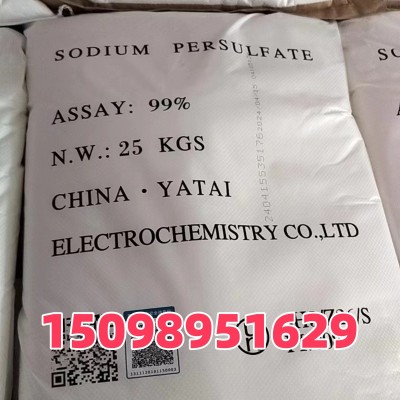 SODIUM PERSULFATE
ASSAY: 99%
N.W.: 25 KGS
CHINA · YATAI
ELECTROCHEMISTRY CO.,LTD
15098951629